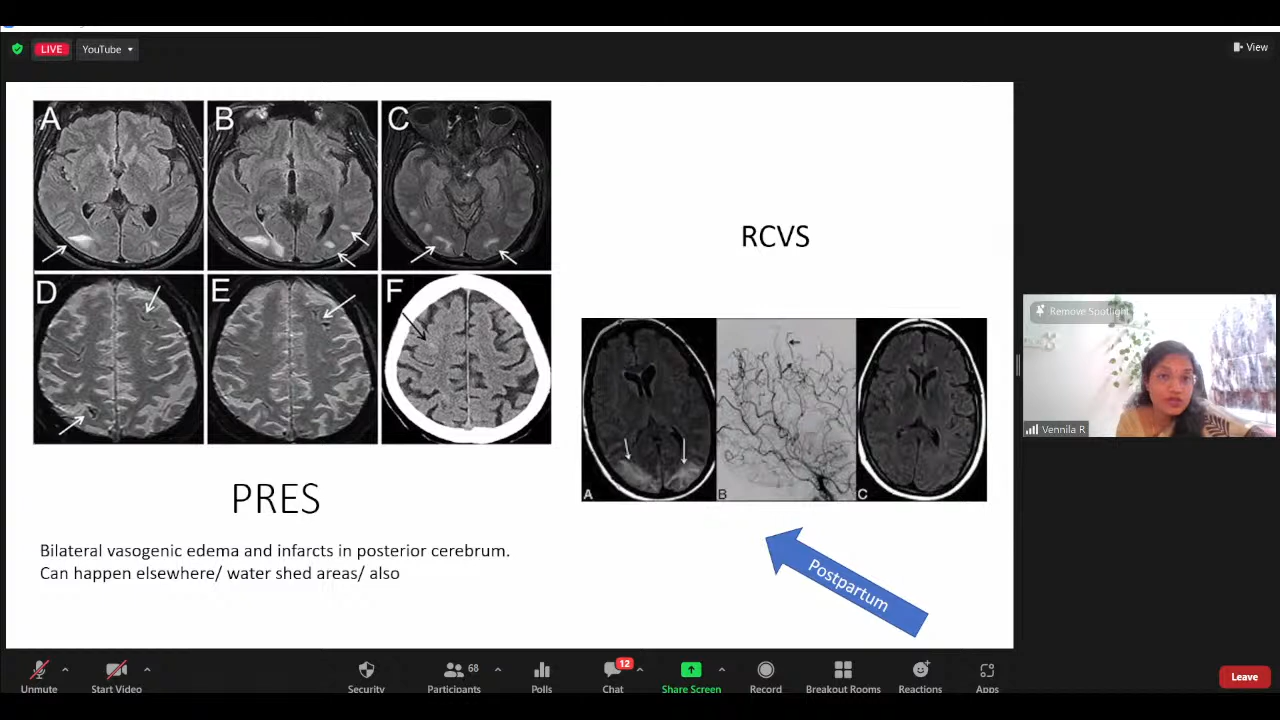 LIVE
YouTube
View
A
B
C
D
E
F
PRES
Bilateral vasogenic edema and infarcts in posterior cerebrum.
Can happen elsewhere/ water shed areas/ also
RCVS
A
B
C
Postpartum
Remove Spotlight
Vennila R
Unmute
Start Video
Security
68
Participants
Polls
12
Chat
Share Screen
Record
Breakout Rooms
Reactions
Apps
Leave